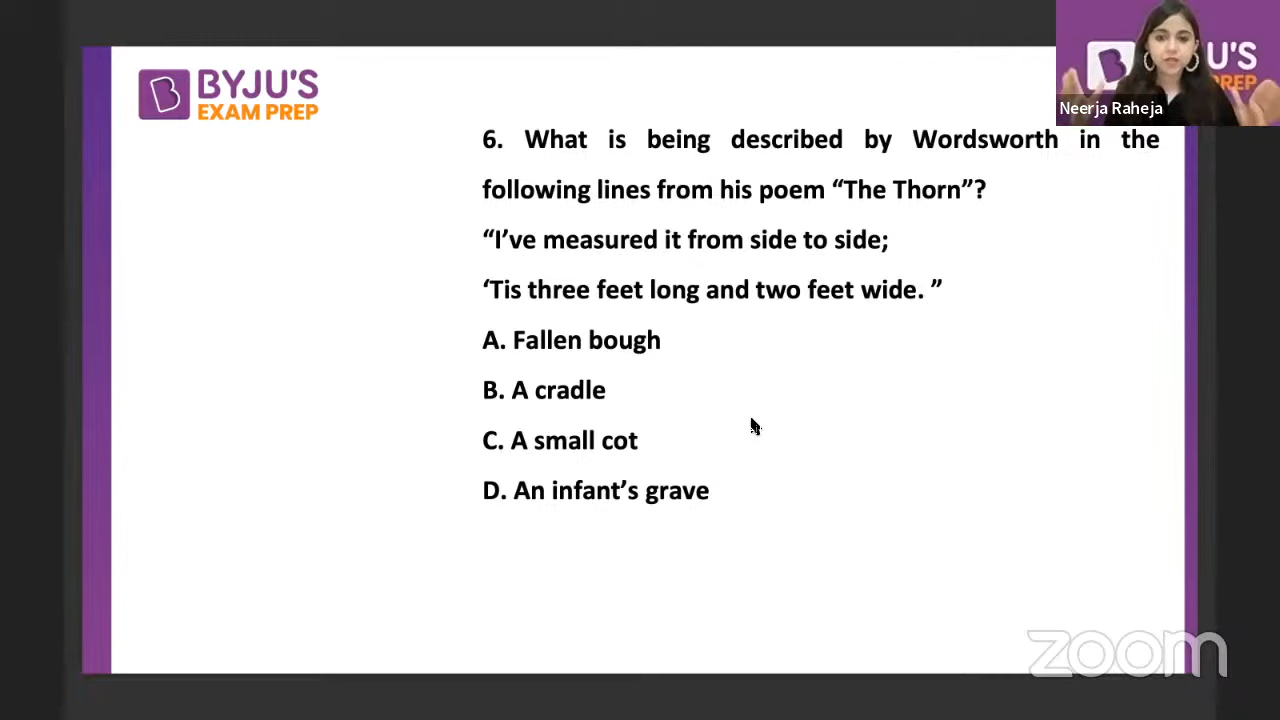 BYJU'S
EXAM PREP
U'S
EP
Neerja Raheja
6. What is being described by Wordsworth in the
following lines from his poem “The Thorn”?
“I’ve measured it from side to side;
‘Tis three feet long and two feet wide. ”
A. Fallen bough
B. A cradle
C. A small cot
D. An infant’s grave
zoom